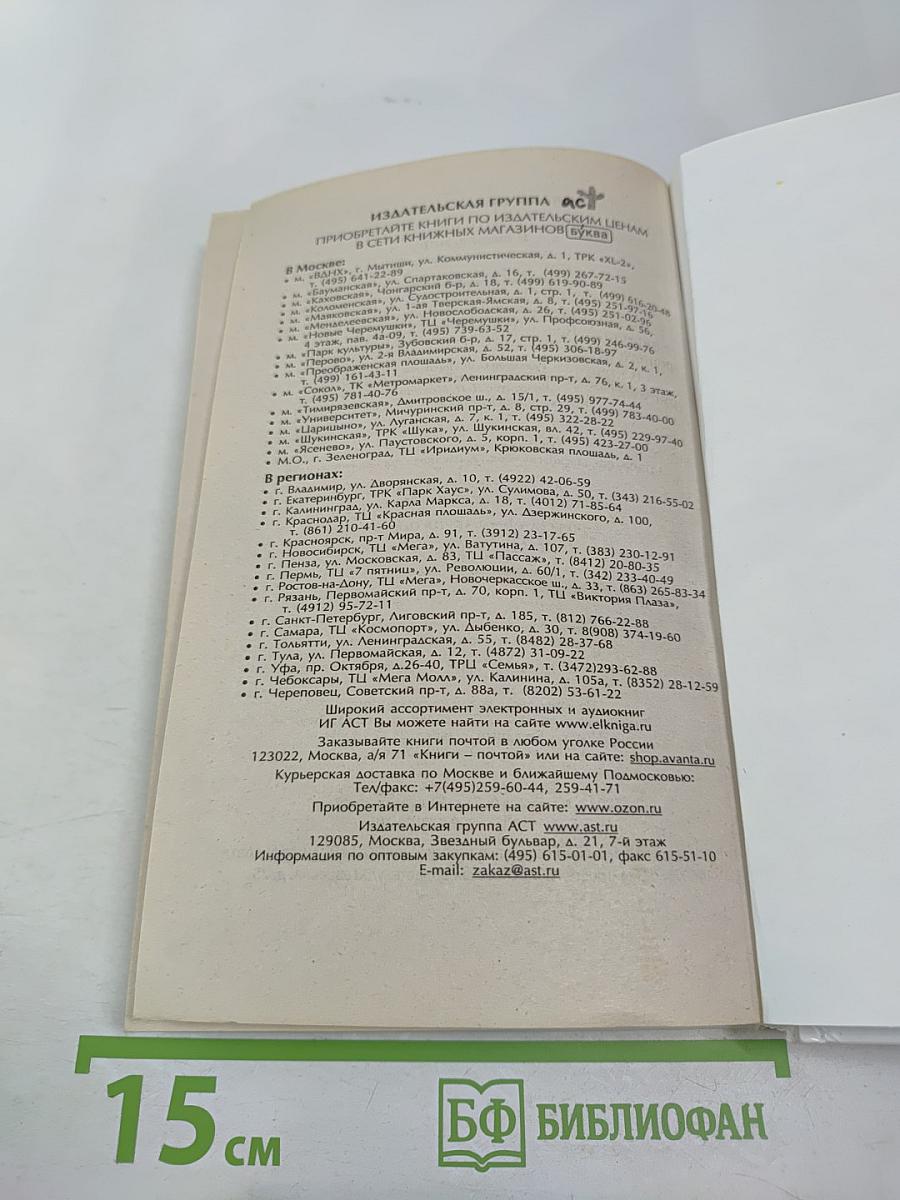 ИЗДАТЕЛЬСКАЯ ГРУППА аст
ПРИОБРЕТАЙТЕ КНИГИ ПО ИЗДАТЕЛЬСКИМ ЦЕНАМ
В СЕТИ КНИЖНЫХ МАГАЗИНОВ буква
В Москве:
• м. «ВДНХ», г. Мытищи, ул. Коммунистическая, д. 1, ТРК «XL-2»,
т. (495) 641-22-89
• м. «Бауманская», ул. Спартаковская, д. 16, т. (499) 267-72-15
• м. «Каховская», Чонгарский б-р, д. 18, т. (499) 619-90-89
• м. «Коломенская», ул. Судостроительная, д. 1, стр. 1, т. (499) 616-20-48
• м. «Маяковская», ул. 1-ая Тверская-Ямская, д. 8, т. (495) 251-97-16
• м. «Менделеевская», ул. Новослободская, д. 26, т. (495) 251-02-96
• м. «Новые Черемушки», ТЦ «Черемушки», ул. Профсоюзная, д. 56,
4 этаж, пав. 4а-09, т. (495) 739-63-52
• м. «Парк культуры», Зубовский б-р, д. 17, стр. 1, т. (499) 246-99-76
• м. «Перово», ул. 2-я Владимирская, д. 52, т. (495) 306-18-97
• м. «Преображенская площадь», ул. Большая Черкизовская, д. 2, к. 1,
т. (499) 161-43-11
• м. «Сокол», ТК «Метромаркет», Ленинградский пр-т, д. 76, к. 1, 3 этаж,
т. (495) 781-40-76
• м. «Тимирязевская», Дмитровское ш., д. 15/1, т. (495) 977-74-44
• м. «Университет», Мичуринский пр-т, д. 8, стр. 29, т. (499) 783-40-00
• м. «Царицыно», ул. Луганская, д. 7, к. 1, т. (495) 322-28-22
• м. «Щукинская», ТРК «Щука», ул. Щукинская, вл. 42, т. (495) 229-97-40
• м. «Ясенево», ул. Паустовского, д. 5, корп. 1, т. (495) 423-27-00
• М.О., г. Зеленоград, ТЦ «Иридиум», Крюковская площадь, д. 1
В регионах:
• г. Владимир, ул. Дворянская, д. 10, т. (4922) 42-06-59
• г. Екатеринбург, ТРК «Парк Хаус», ул. Сулимова, д. 50, т. (343) 216-55-02
• г. Калининград, ул. Карла Маркса, д. 18, т. (4012) 71-85-64
• г. Краснодар, ТЦ «Красная площадь», ул. Дзержинского, д. 100,
т. (861) 210-41-60
• г. Красноярск, пр-т Мира, д. 91, т. (3912) 23-17-65
• г. Новосибирск, ТЦ «Мега», ул. Ватутина, д. 107, т. (383) 230-12-91
• г. Пенза, ул. Московская, д. 83, ТЦ «Пассаж», т. (8412) 20-80-35
• г. Пермь, ТЦ «7 пятниц», ул. Революции, д. 60/1, т. (342) 233-40-49
• г. Ростов-на-Дону, ТЦ «Мега», Новочеркасское ш., д. 33, т. (863) 265-83-34
• г. Рязань, Первомайский пр-т, д. 70, корп. 1, ТЦ «Виктория Плаза»,
т. (4912) 95-72-11
• г. Санкт-Петербург, Лиговский пр-т, д. 185, т. (812) 766-22-88
• г. Самара, ТЦ «Космопорт», ул. Дыбенко, д. 30, т. 8(908) 374-19-60
• г. Тольятти, ул. Ленинградская, д. 55, т. (8482) 28-37-68
• г. Тула, ул. Первомайская, д. 12, т. (4872) 31-09-22
• г. Уфа, пр. Октября, д.26-40, ТРЦ «Семья», т. (3472)293-62-88
• г. Чебоксары, ТЦ «Мега Молл», ул. Калинина, д. 105а, т. (8352) 28-12-59
• г. Череповец, Советский пр-т, д. 88а, т. (8202) 53-61-22
Широкий ассортимент электронных и аудиокниг
ИГ АСТ Вы можете найти на сайте www.elkniga.ru
Заказывайте книги почтой в любом уголке России
123022, Москва, а/я 71 «Книги – почтой» или на сайте: shop.avanta.ru
Курьерская доставка по Москве и ближайшему Подмосковью:
Тел/факс: +7(495)259-60-44, 259-41-71
Приобретайте в Интернете на сайте: www.ozon.ru
Издательская группа АСТ www.ast.ru
129085, Москва, Звездный бульвар, д. 21, 7-й этаж
Информация по оптовым закупкам: (495) 615-01-01, факс 615-51-10
E-mail: zakaz@ast.ru
15 см
БФ БИБЛИОФАН